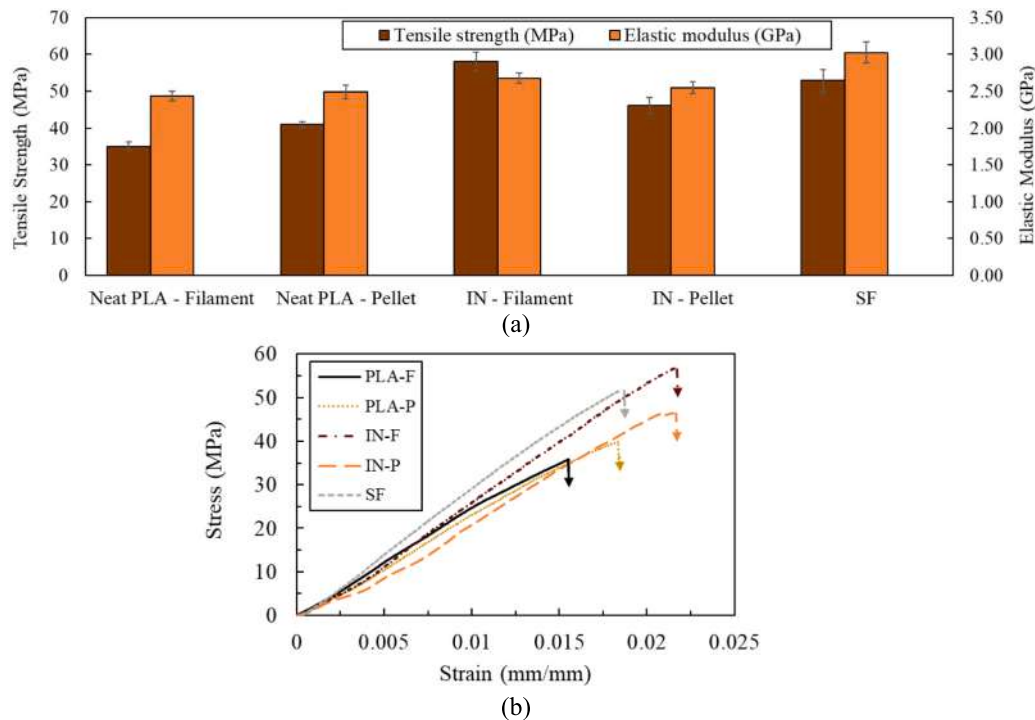 70
60
50
40
30
20
10
0
Tensile Strength (MPa)
Tensile strength (MPa) Elastic modulus (GPa)
3.50
3.00
2.50
2.00
1.50
1.00
0.50
0.00
Elastic Modulus (GPa)
Neat PLA - Filament Neat PLA - Pellet IN - Filament IN - Pellet SF
(a)
60
50
40
30
20
10
0
Stress (MPa)
PLA-F
PLA-P
IN-F
IN-P
SF
0 0.005 0.01 0.015 0.02 0.025
Strain (mm/mm)
(b)